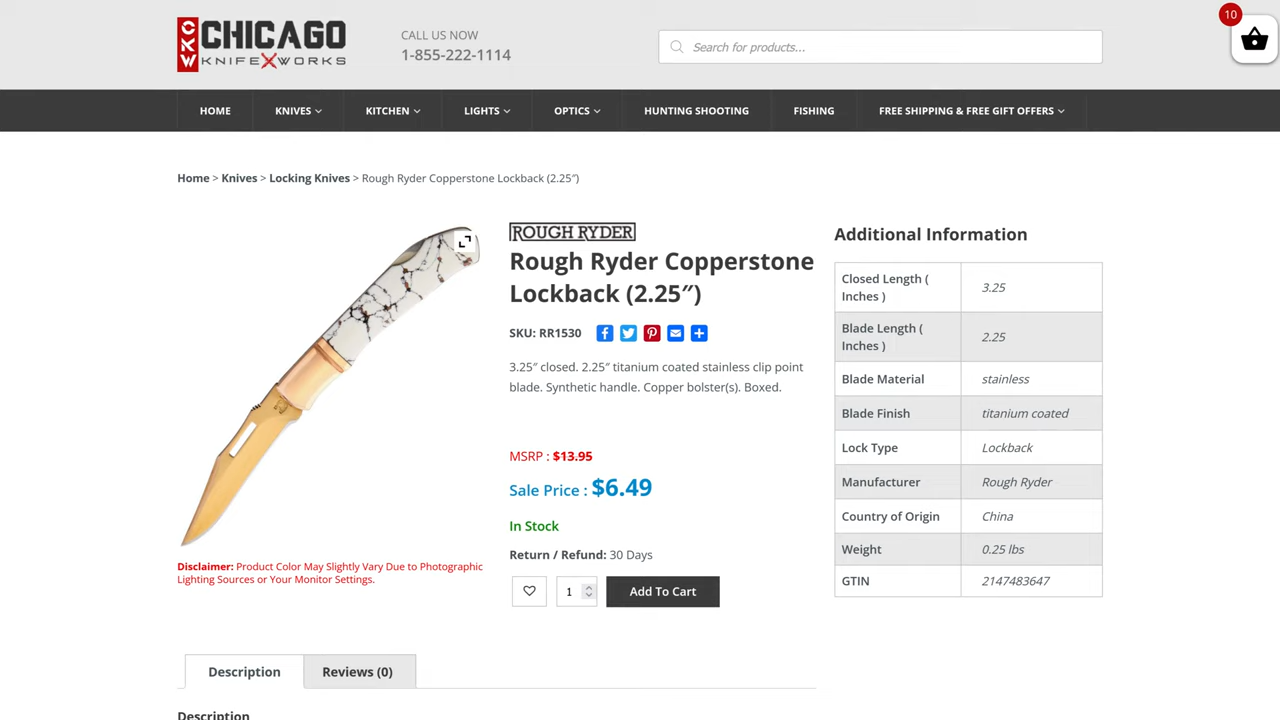 CKW CHICAGO
KNIFE WORKS
CALL US NOW
1-855-222-1114
Search for products...
10
HOME
KNIVES
KITCHEN
LIGHTS
OPTICS
HUNTING SHOOTING
FISHING
FREE SHIPPING & FREE GIFT OFFERS
Home > Knives > Locking Knives > Rough Ryder Copperstone Lockback (2.25″)
ROUGH RYDER
Rough Ryder Copperstone
Lockback (2.25″)
SKU: RR1530
3.25″ closed. 2.25″ titanium coated stainless clip point
blade. Synthetic handle. Copper bolster(s). Boxed.
MSRP : $13.95
Sale Price : $6.49
In Stock
Return / Refund: 30 Days
1
Add To Cart
Disclaimer: Product Color May Slightly Vary Due to Photographic
Lighting Sources or Your Monitor Settings.
Additional Information
Closed Length (
Inches )
3.25
Blade Length (
Inches )
2.25
Blade Material stainless
Blade Finish titanium coated
Lock Type Lockback
Manufacturer Rough Ryder
Country of Origin China
Weight 0.25 lbs
GTIN 2147483647
Description
Reviews (0)
Description